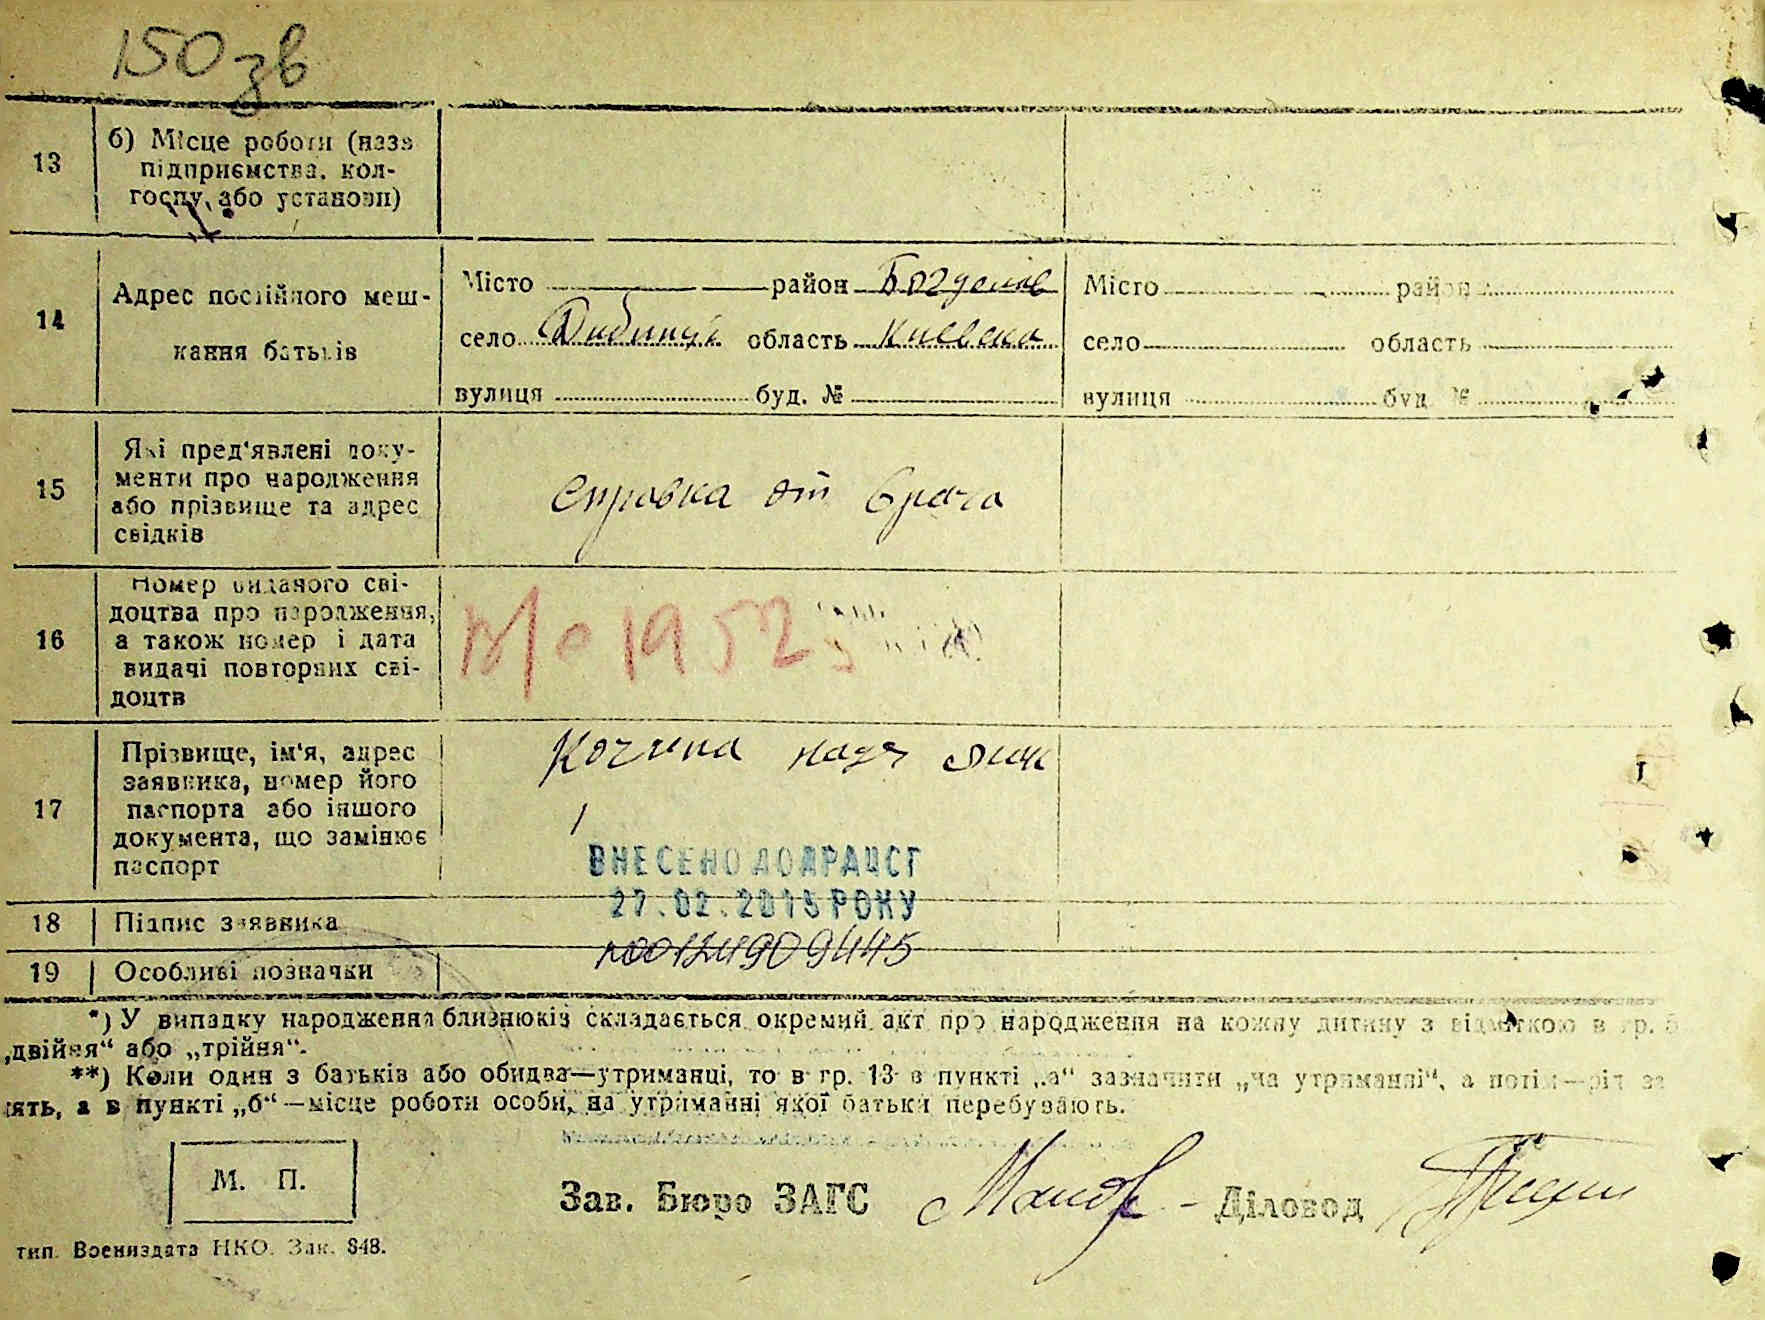 150 зв
13
б) Місце роботи (назв
підприємства, кол-
госпу, або установи)
14
Адрес постійного меш-
кання батьків
Місто район Богуслав
село Дибинці область Київска
вулиця буд. №
Місто район
село область
вулиця буд. №
15
Які пред'явлені доку-
менти про народження
або прізвище та адрес
свідків
справка от врача
16
Номер виданого сві-
доцтва про народження,
а також номер і дата
видачі повторних сві-
доцтв
17
Прізвище, ім'я, адрес
заявника, номер його
паспорта або іншого
документа, що замінює
паспорт
ВНЕСЕНО ДО ДРАЦСГ
27.02.2015 РОКУ
№00124909445
18 Підпис заявника
19 Особливі позначки
*) У випадку народження близнюків складається окремий акт про народження на кожну дитину з відміткою в гр. 5
„двійня“ або „трійня“.
**) Коли один з батьків або обидва—утриманці, то в гр. 13 в пункті „а“ зазначити „на утриманні“, а потім—рід за
нять, а в пункті „б“—місце роботи особи, на утриманні якої батьки перебувають.
М. П.
Зав. Бюро ЗАГС Діловод
тип. Воениздата НКО. Зак. 848.